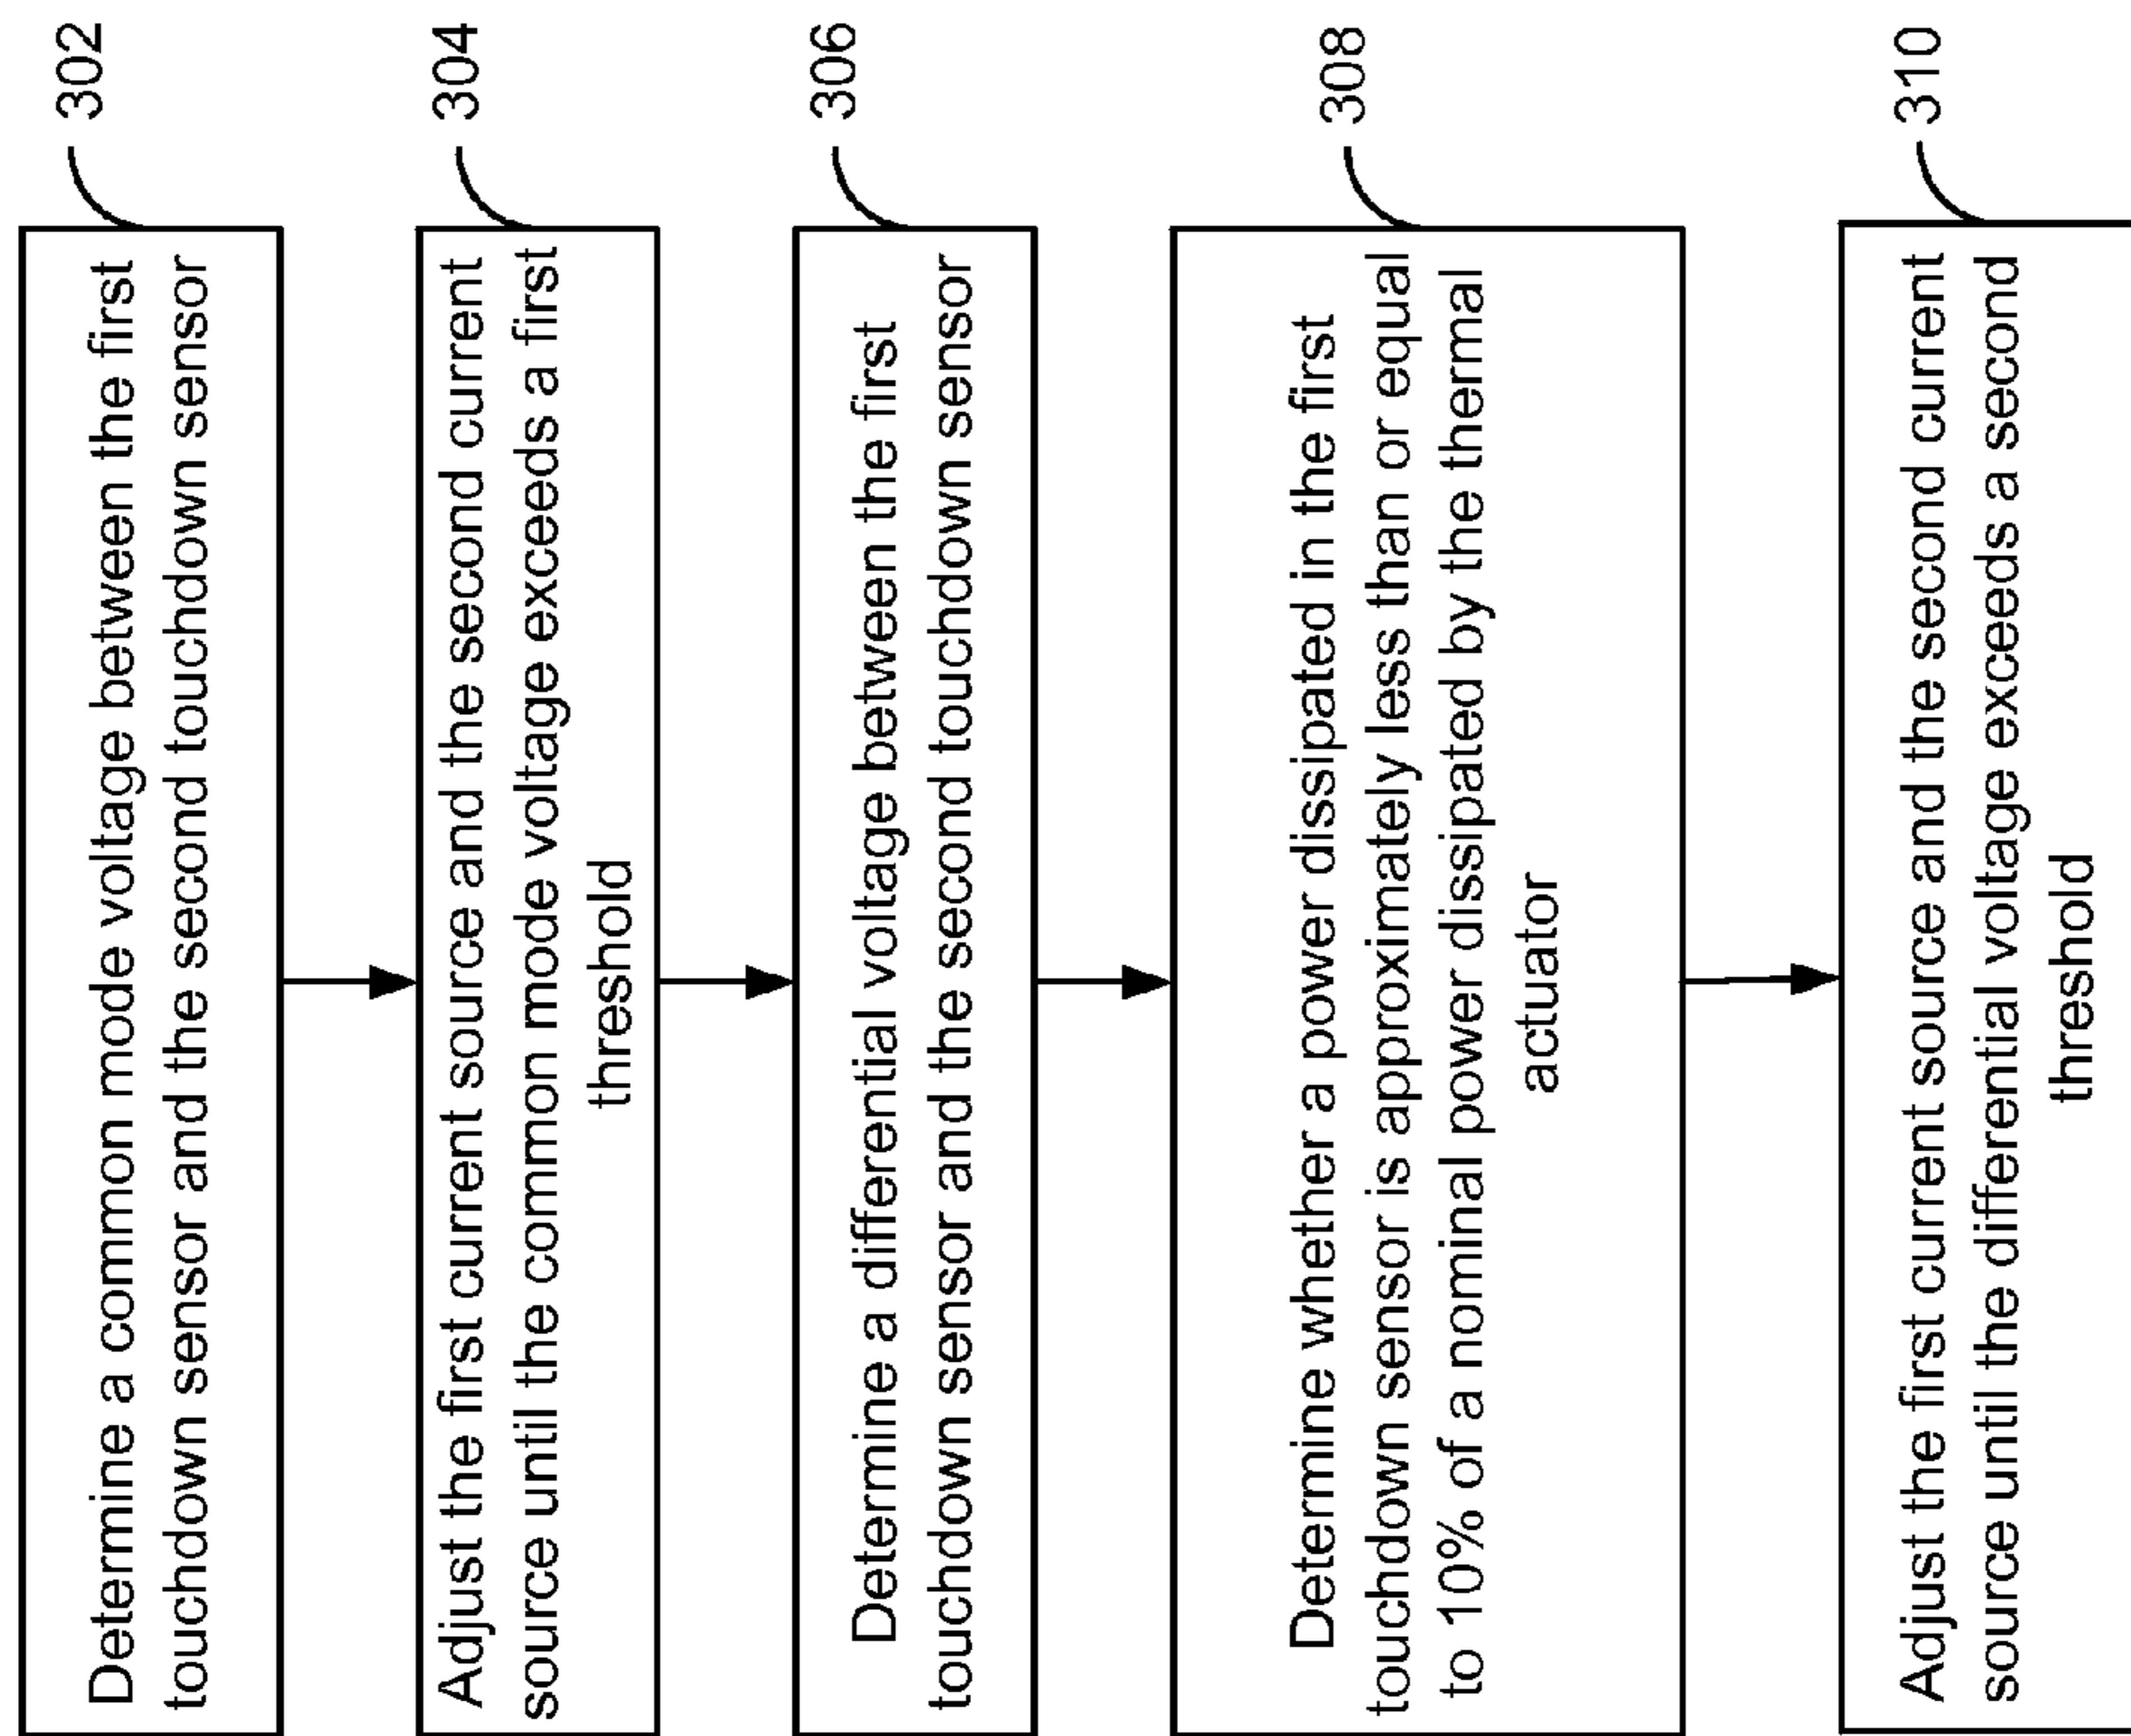 302
Determine a common mode voltage between the first
touchdown sensor and the second touchdown sensor
304
Adjust the first current source and the second current
source until the common mode voltage exceeds a first
threshold
306
Determine a differential voltage between the first
touchdown sensor and the second touchdown sensor
308
Determine whether a power dissipated in the first
touchdown sensor is approximately less than or equal
to 10% of a nominal power dissipated by the thermal
actuator
310
Adjust the first current source and the second current
source until the differential voltage exceeds a second
threshold